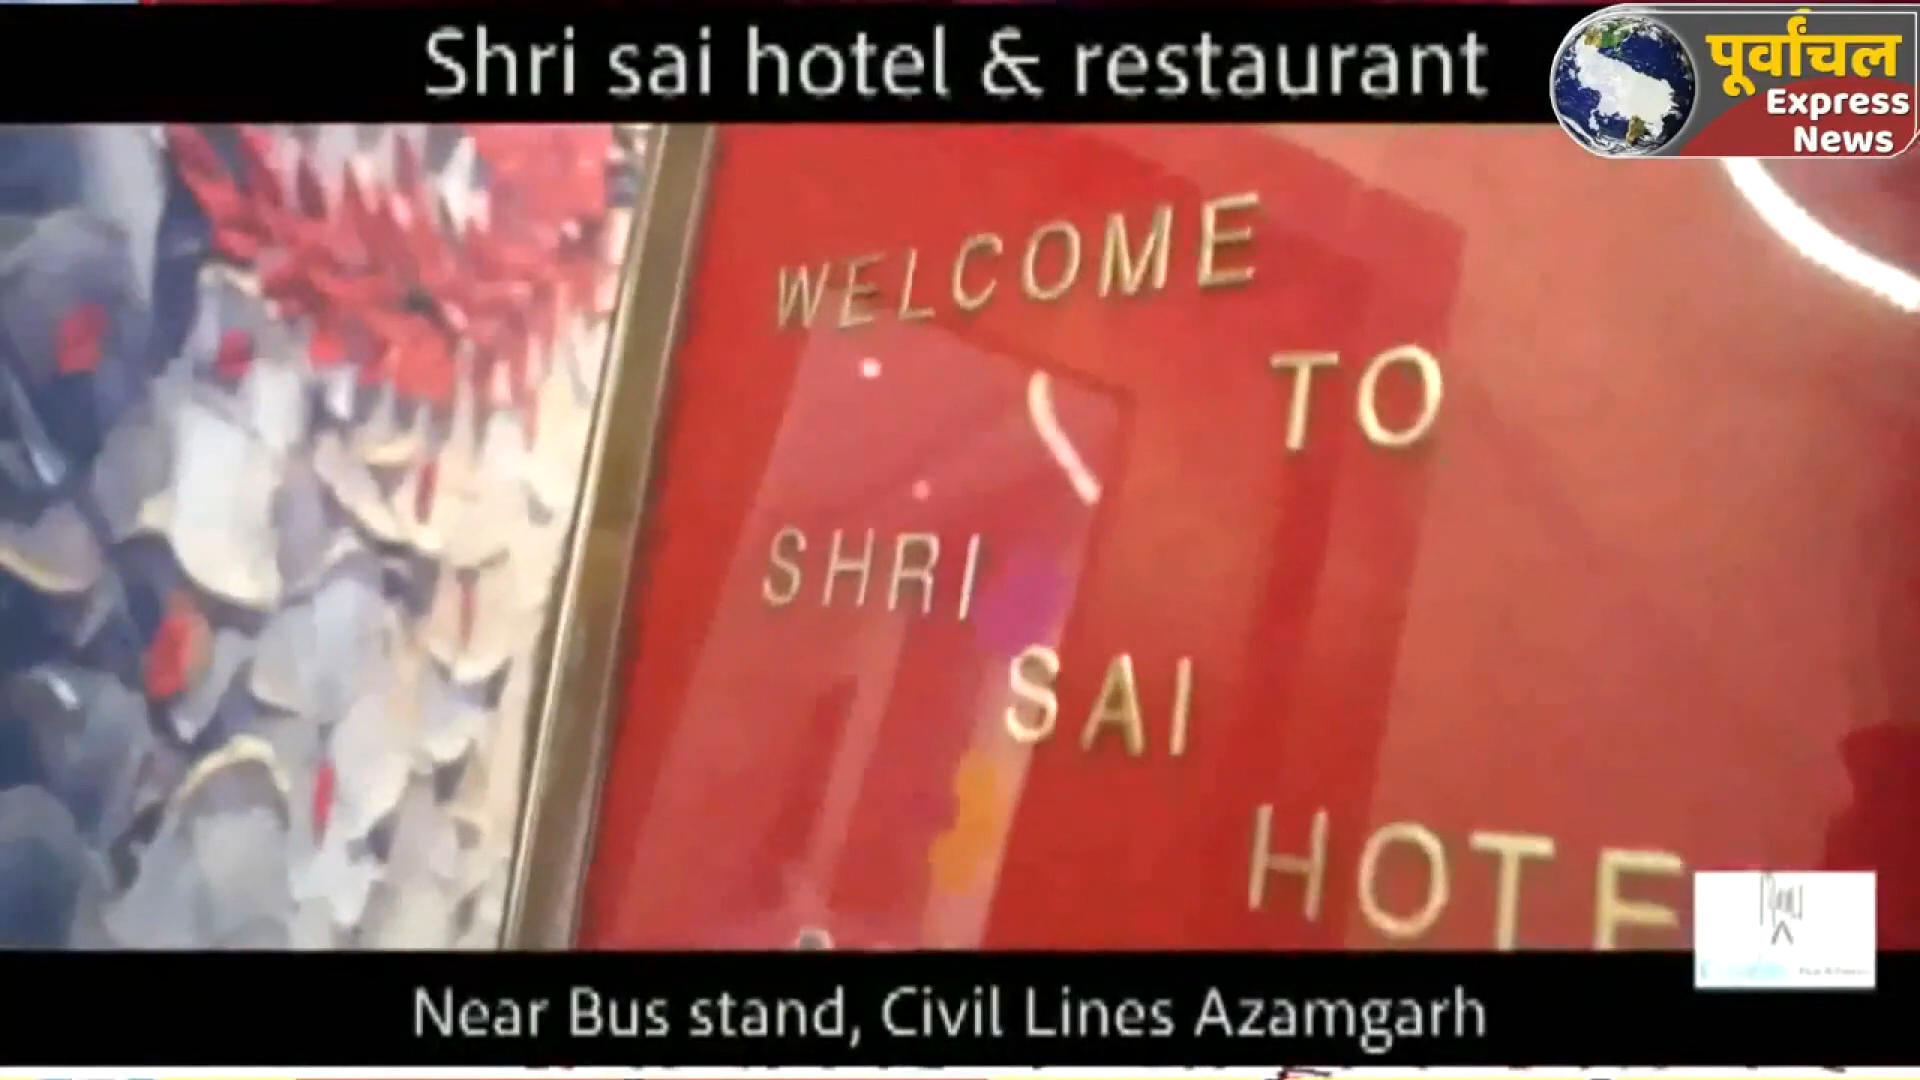 Shri sai hotel & restaurant
पूर्वांचल
Express
News
WELCOME
TO
SHRI
SAI
HOTE
Near Bus stand, Civil Lines Azamgarh